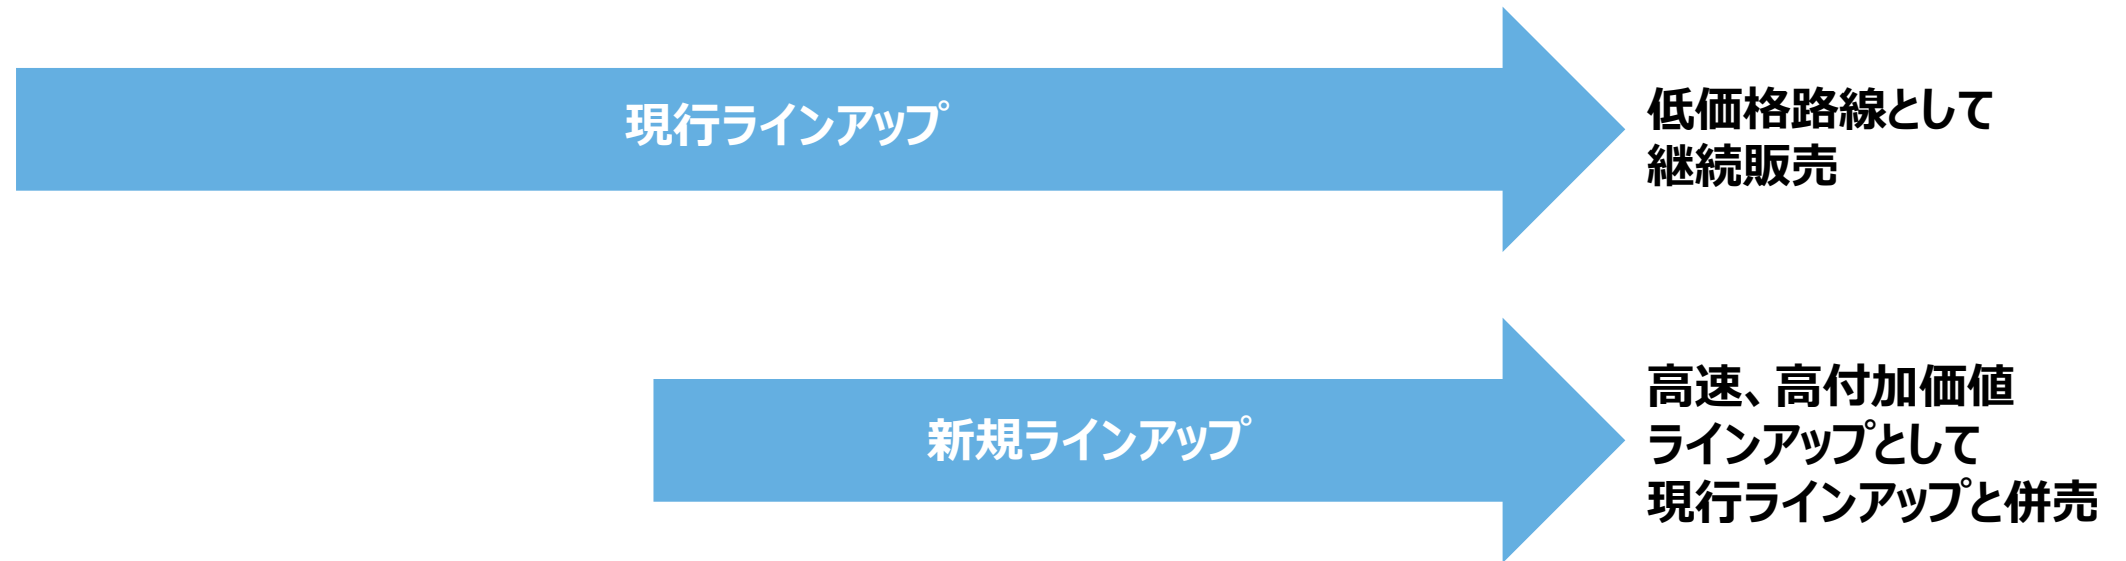 現行ラインアップ
低価格路線として
継続販売
新規ラインアップ
高速、高付加価値
ラインアップとして
現行ラインアップと併売